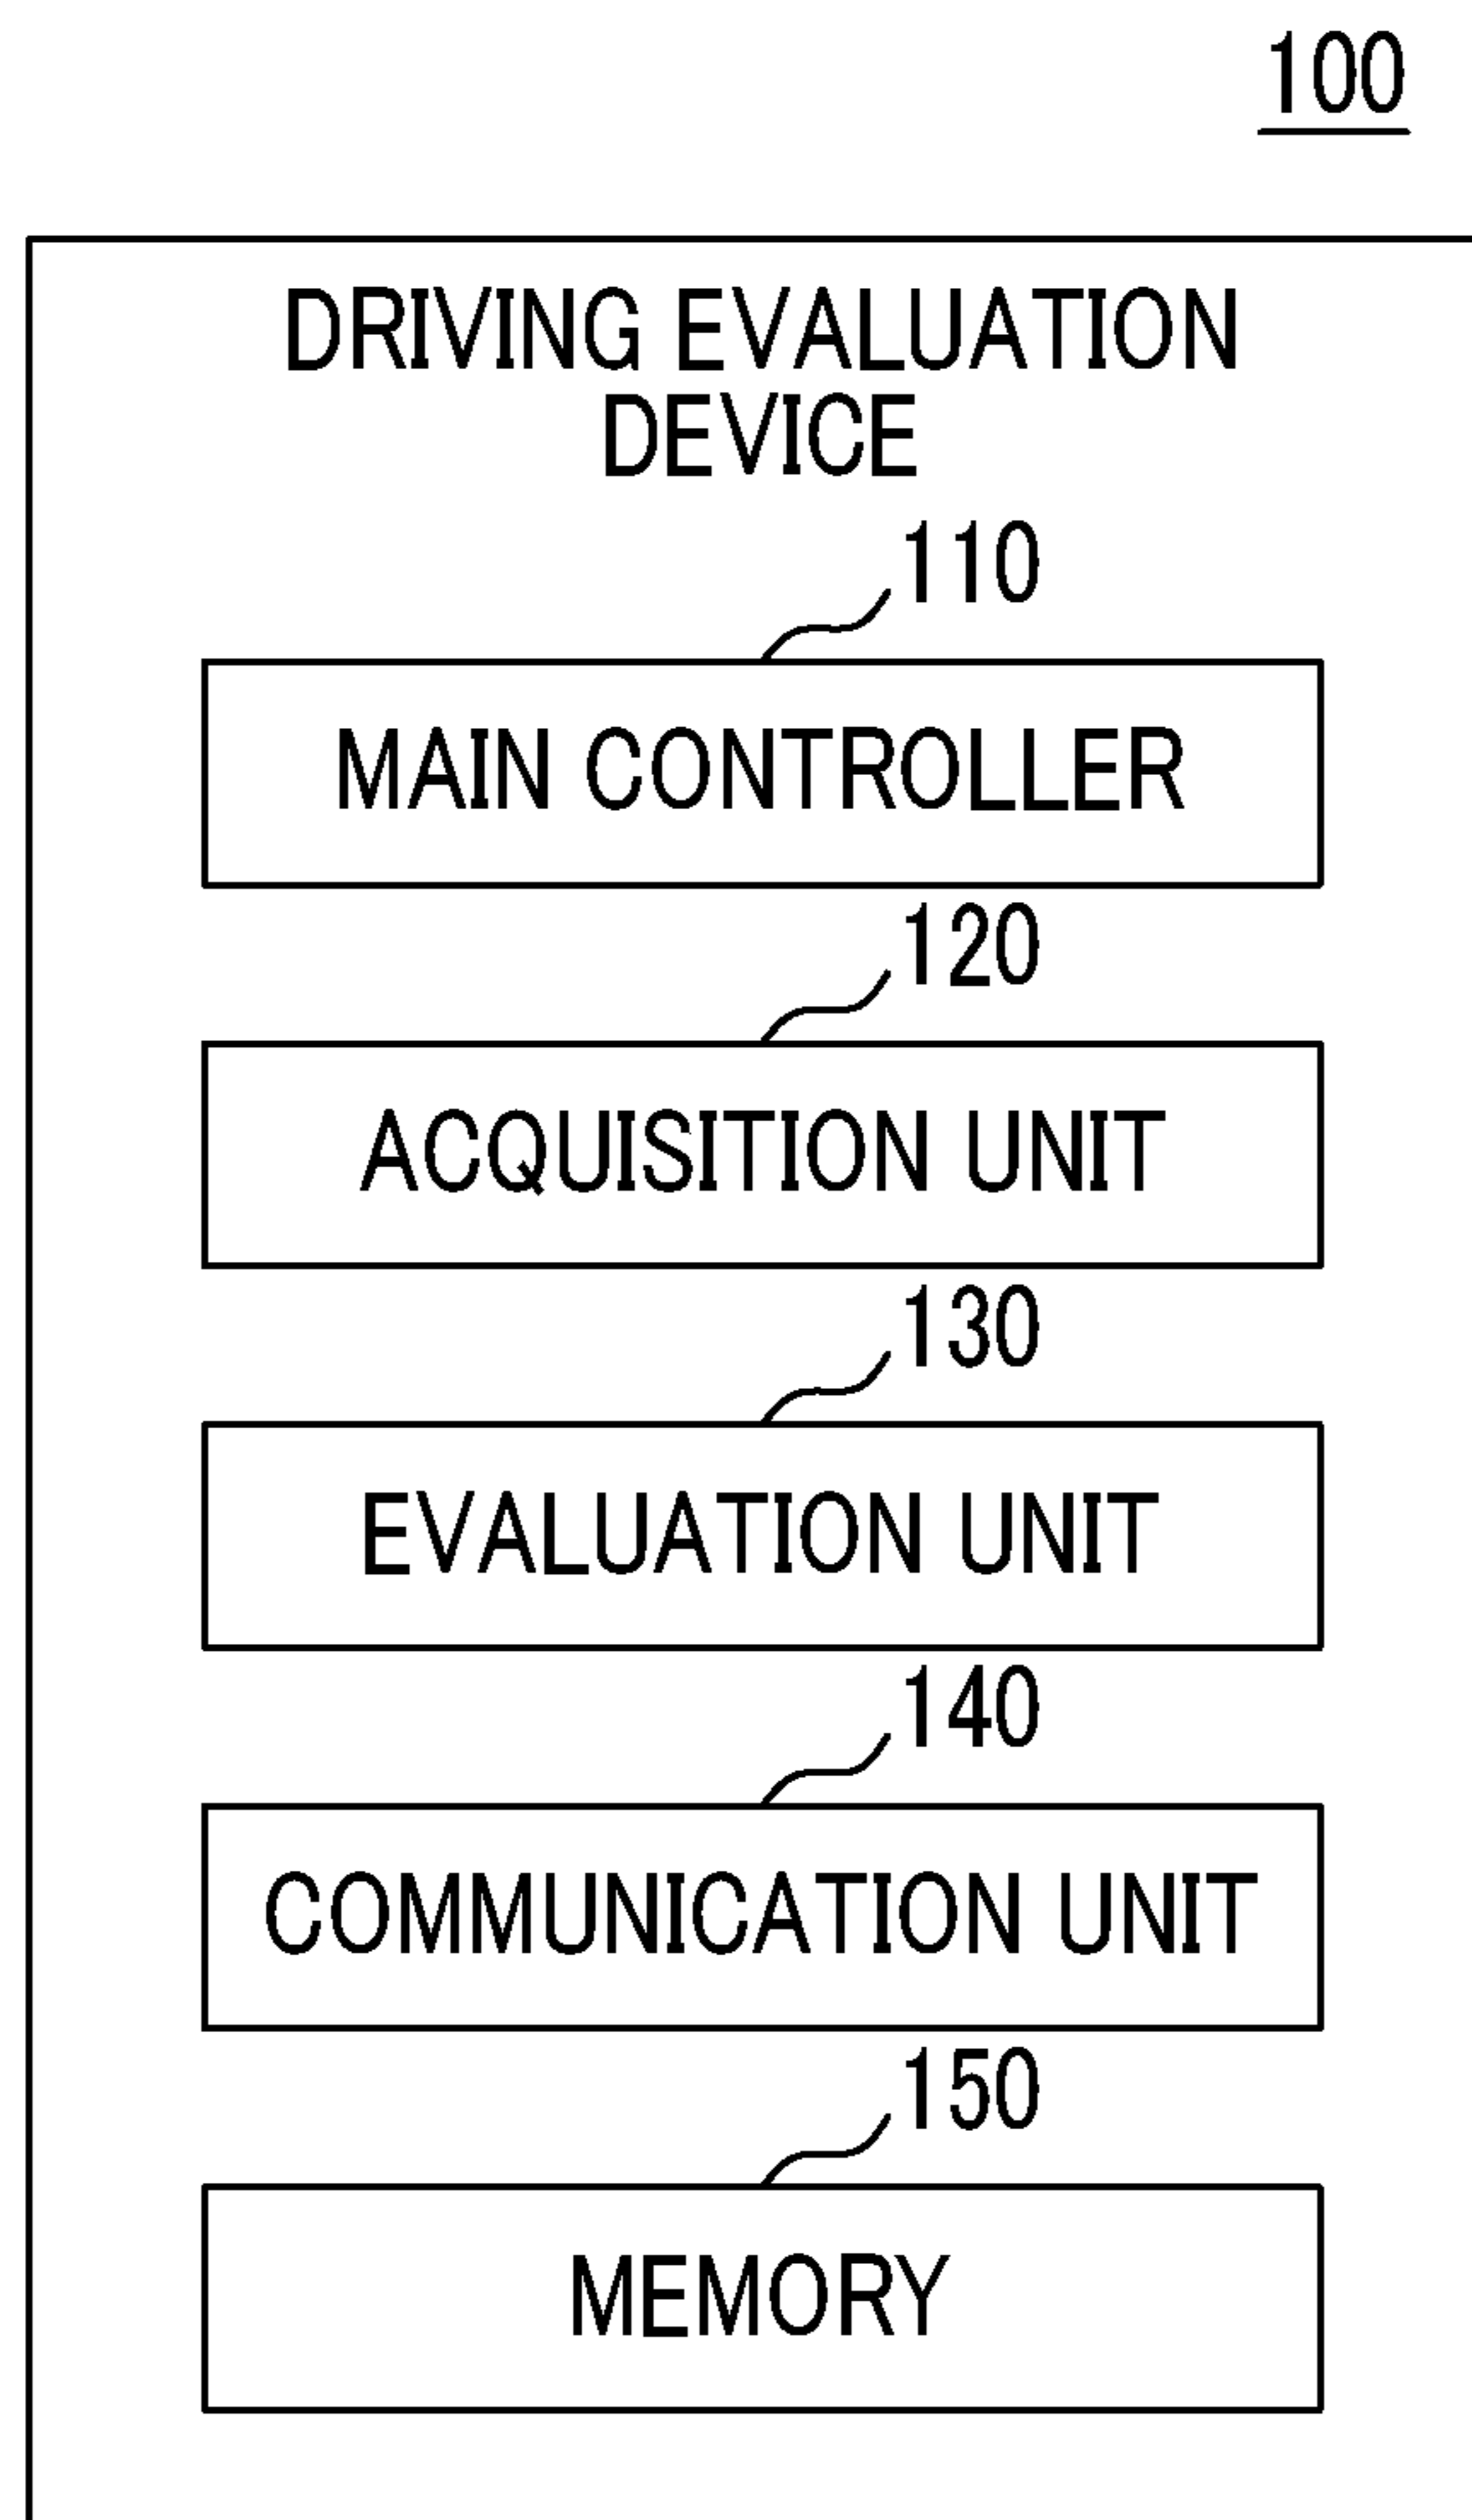 100
DRIVING EVALUATION
DEVICE
110
MAIN CONTROLLER
120
ACQUISITION UNIT
130
EVALUATION UNIT
140
COMMUNICATION UNIT
150
MEMORY